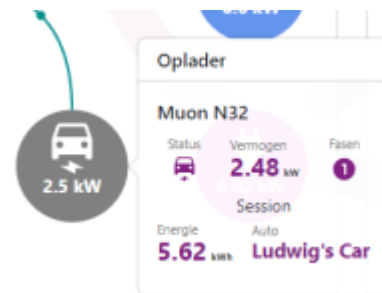 Oplader
Muon N32
Status Vermogen Fasen
2.48 kW 1
2.5 kW
Session
Energie Auto
5.62 kWh Ludwig's Car